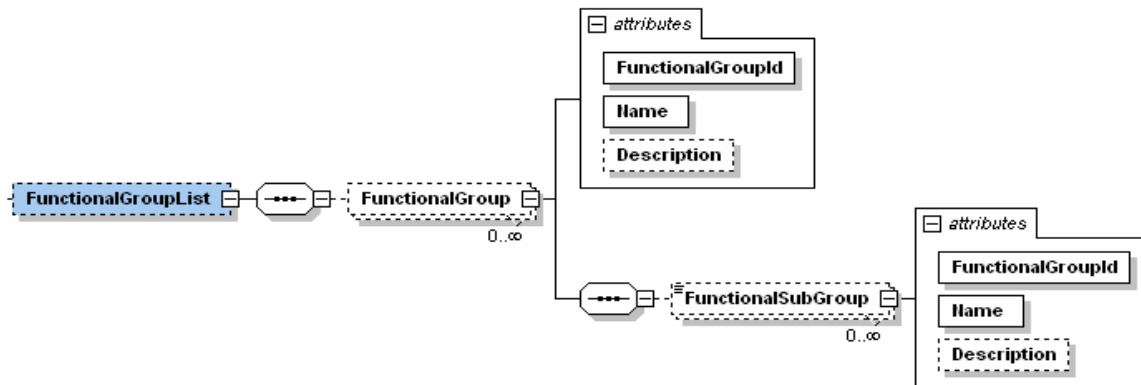 attributes
FunctionalGroupId
Name
Description
FunctionalGroupList
FunctionalGroup
0..∞
attributes
FunctionalGroupId
FunctionalSubGroup
Name
0..∞
Description